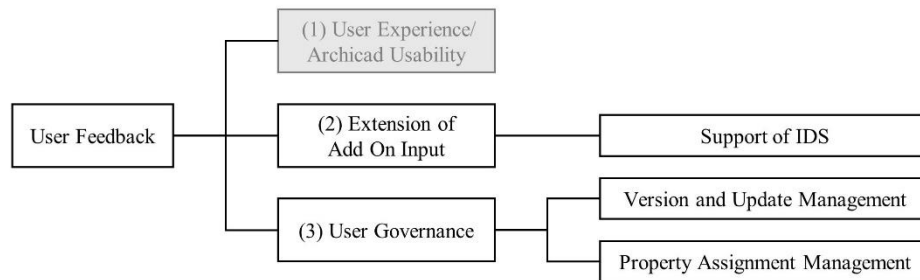 (1) User Experience/
Archicad Usability
User Feedback
(2) Extension of
Add On Input
Support of IDS
(3) User Governance
Version and Update Management
Property Assignment Management